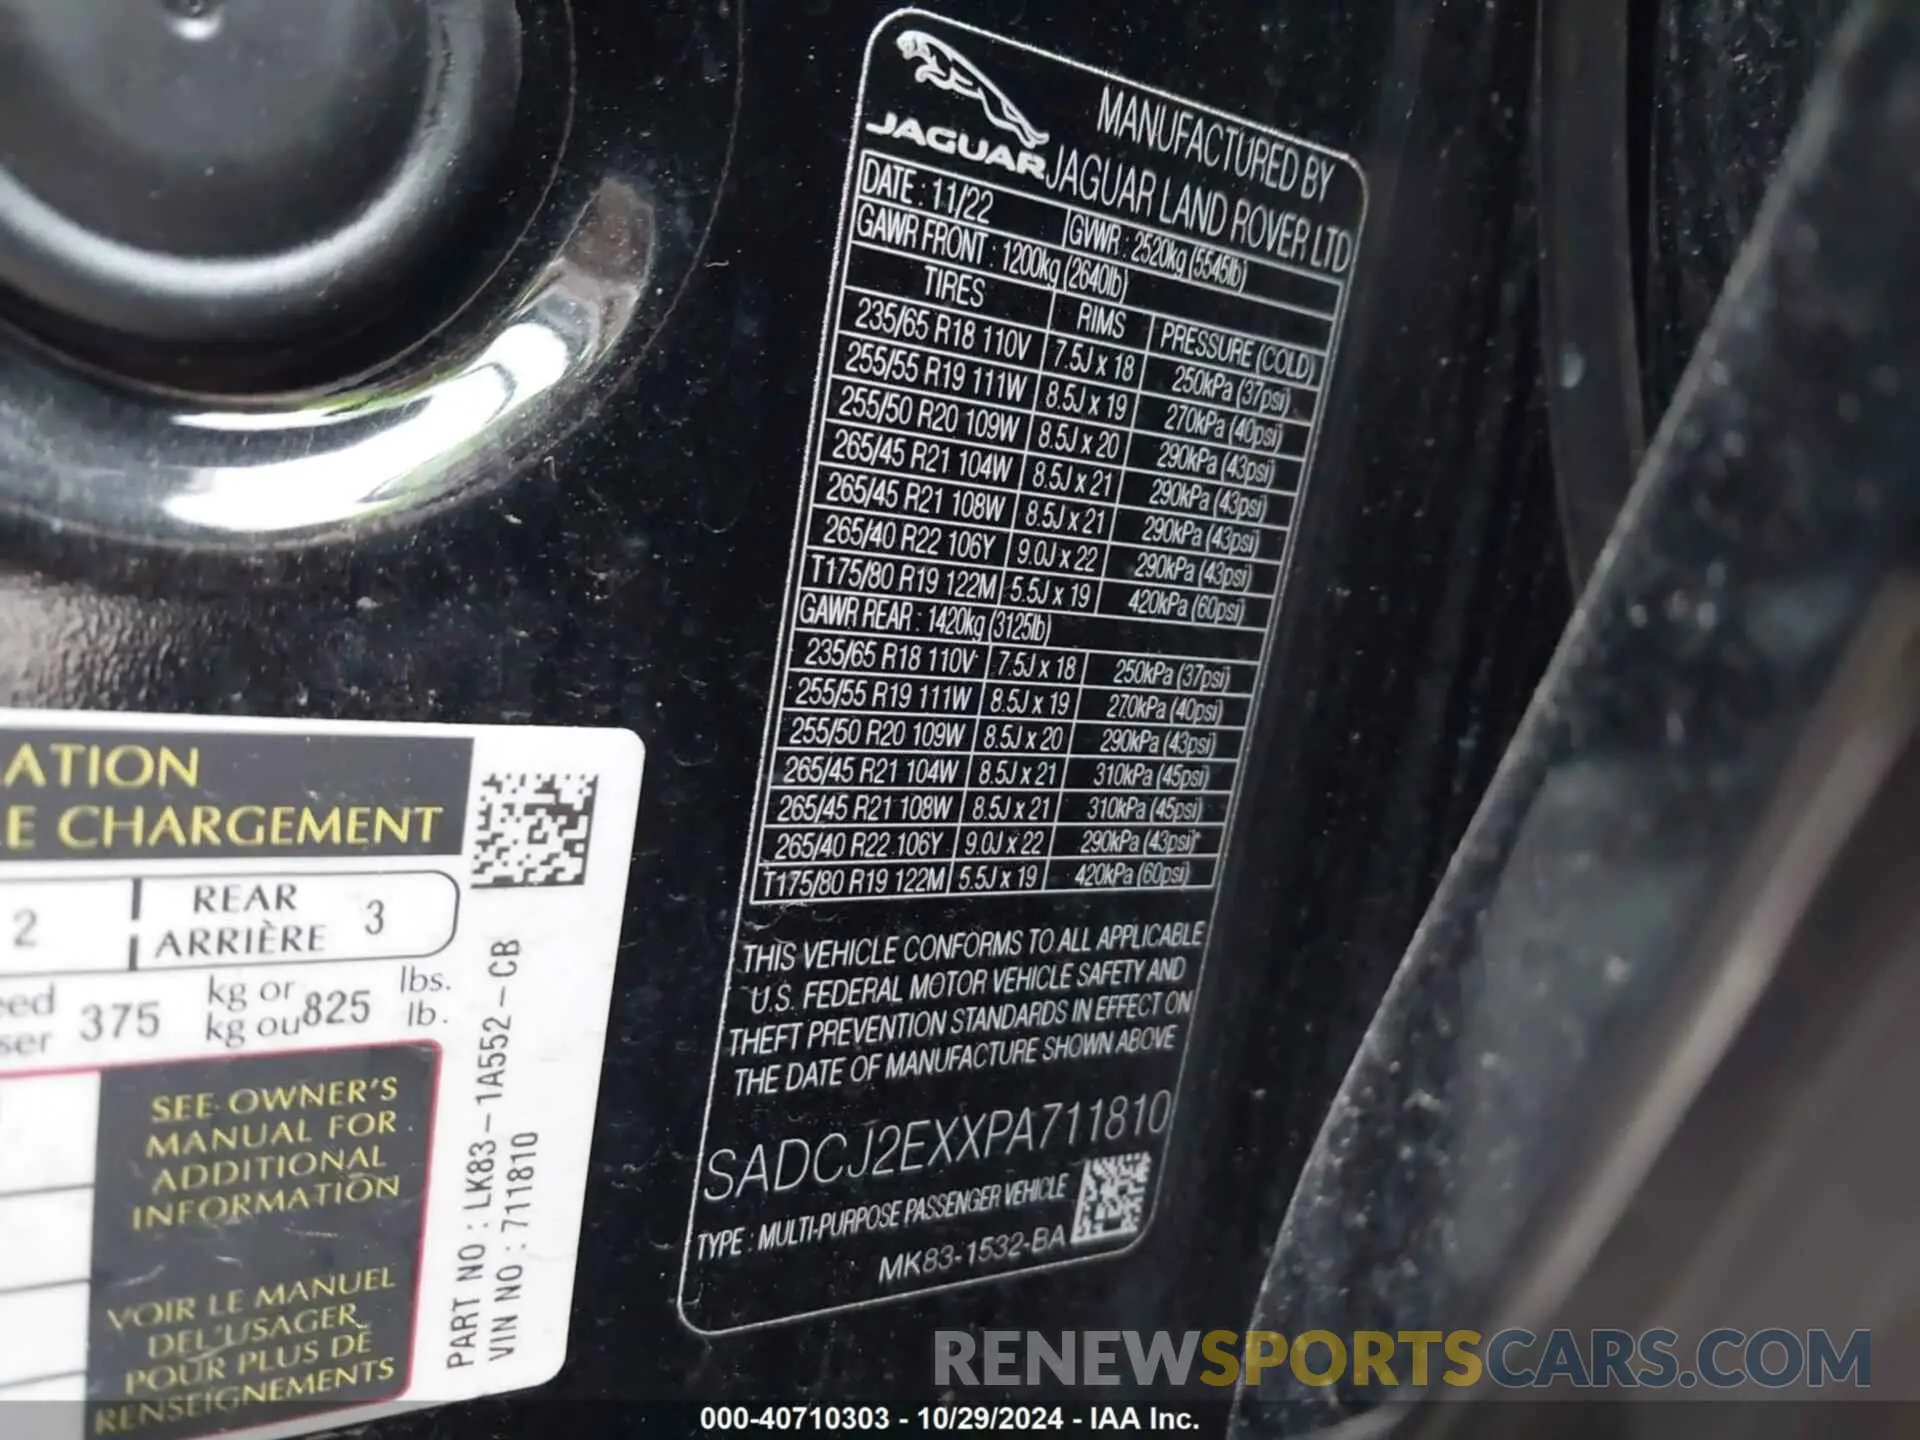 JAGUAR
MANUFACTURED BY
JAGUAR LAND ROVER LTD
DATE : 11/22
GVWR : 2520kg (5545lb)
GAWR FRONT : 1200kg (2640lb)
TIRES RIMS PRESSURE (COLD)
235/65 R18 110V 7.5J x 18 250kPa (37psi)
255/55 R19 111W 8.5J x 19 270kPa (40psi)
255/50 R20 109W 8.5J x 20 290kPa (43psi)
265/45 R21 104W 8.5J x 21 290kPa (43psi)
265/45 R21 108W 8.5J x 21 290kPa (43psi)
265/40 R22 106Y 9.0J x 22 290kPa (43psi)
T175/80 R19 122M 5.5J x 19 420kPa (60psi)
GAWR REAR : 1420kg (3125lb)
235/65 R18 110V 7.5J x 18 250kPa (37psi)
255/55 R19 111W 8.5J x 19 270kPa (40psi)
255/50 R20 109W 8.5J x 20 290kPa (43psi)
265/45 R21 104W 8.5J x 21 310kPa (45psi)
265/45 R21 108W 8.5J x 21 310kPa (45psi)
265/40 R22 106Y 9.0J x 22 290kPa (43psi)
T175/80 R19 122M 5.5J x 19 420kPa (60psi)
THIS VEHICLE CONFORMS TO ALL APPLICABLE
U.S. FEDERAL MOTOR VEHICLE SAFETY AND
THEFT PREVENTION STANDARDS IN EFFECT ON
THE DATE OF MANUFACTURE SHOWN ABOVE
SADCJ2EXXPA711810
TYPE : MULTI-PURPOSE PASSENGER VEHICLE
MK83-1532-BA
ATION
E CHARGEMENT
2 REAR
ARRIÈRE 3
eed
ser 375 kg or
kg ou 825 lbs.
lb.
SEE OWNER'S
MANUAL FOR
ADDITIONAL
INFORMATION
VOIR LE MANUEL
DE L'USAGER
POUR PLUS DE
RENSEIGNEMENTS
PART NO : LK83-1A552-CB
VIN NO : 711810
RENEWSPORTSCARS.COM
000-40710303 - 10/29/2024 - IAA Inc.